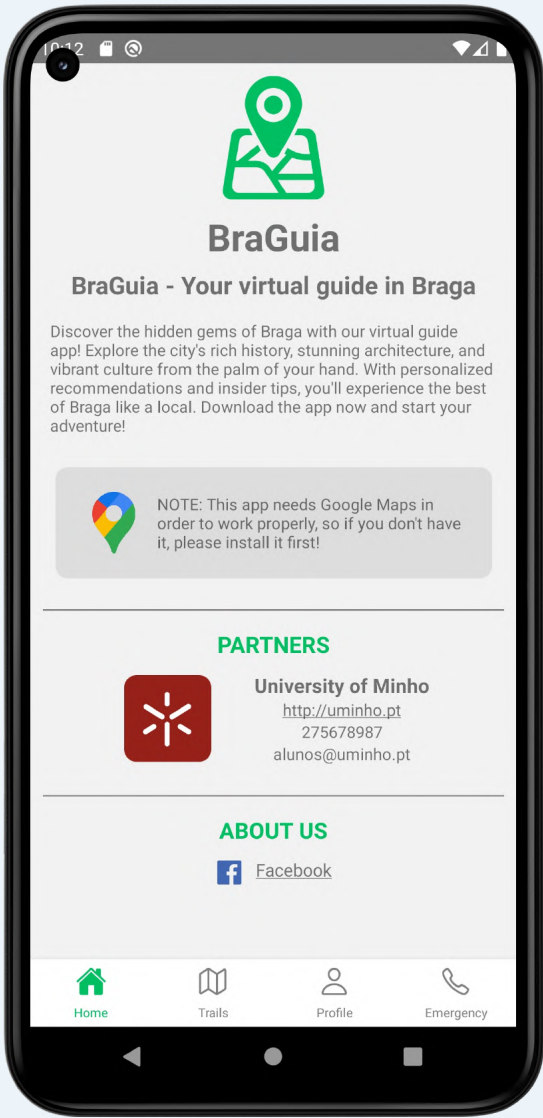 10:12
BraGuia
BraGuia - Your virtual guide in Braga
Discover the hidden gems of Braga with our virtual guide
app! Explore the city's rich history, stunning architecture, and
vibrant culture from the palm of your hand. With personalized
recommendations and insider tips, you'll experience the best
of Braga like a local. Download the app now and start your
adventure!
NOTE: This app needs Google Maps in
order to work properly, so if you don't have
it, please install it first!
PARTNERS
University of Minho
http://uminho.pt
275678987
alunos@uminho.pt
ABOUT US
Facebook
Home
Trails
Profile
Emergency